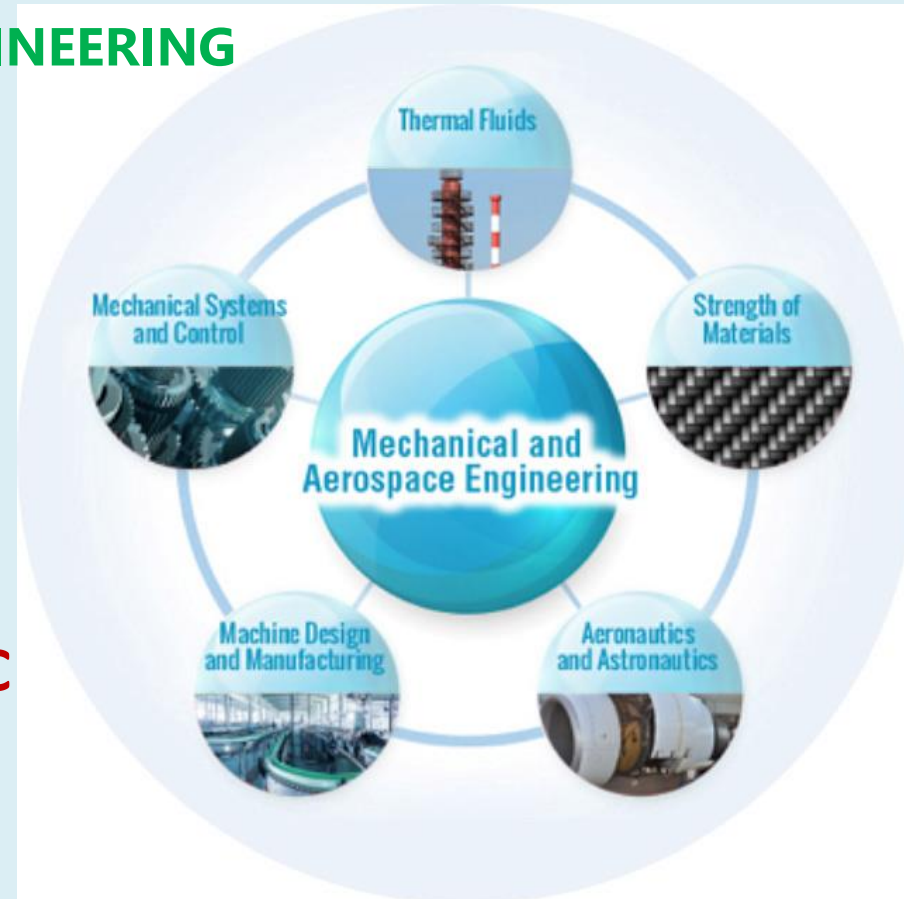 INEERING
Thermal Fluids
Mechanical Systems
and Control
Strength of
Materials
Mechanical and
Aerospace Engineering
Machine Design
and Manufacturing
Aeronautics
and Astronautics
C